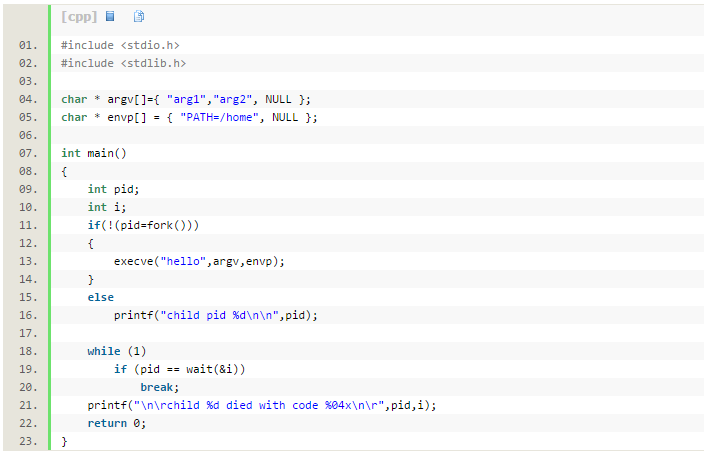 [cpp]
01. #include <stdio.h>
02. #include <stdlib.h>
03.
04. char * argv[]={ "arg1","arg2", NULL };
05. char * envp[] = { "PATH=/home", NULL };
06.
07. int main()
08. {
09.     int pid;
10.     int i;
11.     if(!(pid=fork()))
12.     {
13.         execve("hello",argv,envp);
14.     }
15.     else
16.         printf("child pid %d\n\n",pid);
17.
18.     while (1)
19.         if (pid == wait(&i))
20.             break;
21.     printf("\n\rchild %d died with code %04x\n\r",pid,i);
22.     return 0;
23. }